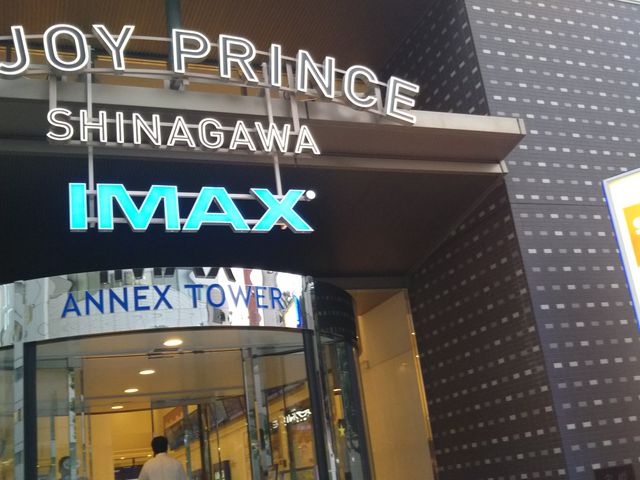 JOY PRINCE
SHINAGAWA
IMAX
ANNEX TOWER